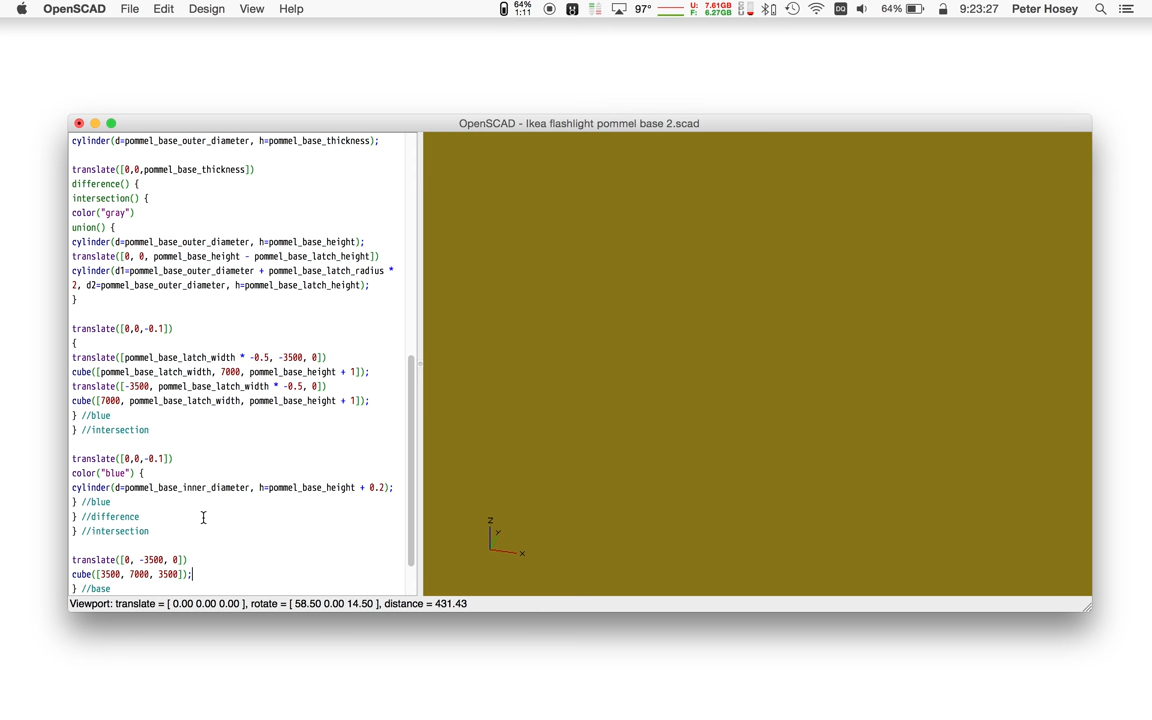 OpenSCAD File Edit Design View Help 64% 1:11 97° U: 7.61GB F: 6.27GB DQ 64% 9:23:27 Peter Hosey
OpenSCAD - Ikea flashlight pommel base 2.scad
cylinder(d=pommel_base_outer_diameter, h=pommel_base_thickness);
translate([0,0,pommel_base_thickness])
difference() {
intersection() {
color("gray")
union() {
cylinder(d=pommel_base_outer_diameter, h=pommel_base_height);
translate([0, 0, pommel_base_height - pommel_base_latch_height])
cylinder(d1=pommel_base_outer_diameter + pommel_base_latch_radius *
2, d2=pommel_base_outer_diameter, h=pommel_base_latch_height);
}
translate([0,0,-0.1])
{
translate([pommel_base_latch_width * -0.5, -3500, 0])
cube([pommel_base_latch_width, 7000, pommel_base_height + 1]);
translate([-3500, pommel_base_latch_width * -0.5, 0])
cube([7000, pommel_base_latch_width, pommel_base_height + 1]);
} //blue
} //intersection
translate([0,0,-0.1])
color("blue") {
cylinder(d=pommel_base_inner_diameter, h=pommel_base_height + 0.2);
} //blue
} //difference
} //intersection
translate([0, -3500, 0])
cube([3500, 7000, 3500]);
} //base
Z
Y
X
Viewport: translate = [ 0.00 0.00 0.00 ], rotate = [ 58.50 0.00 14.50 ], distance = 431.43